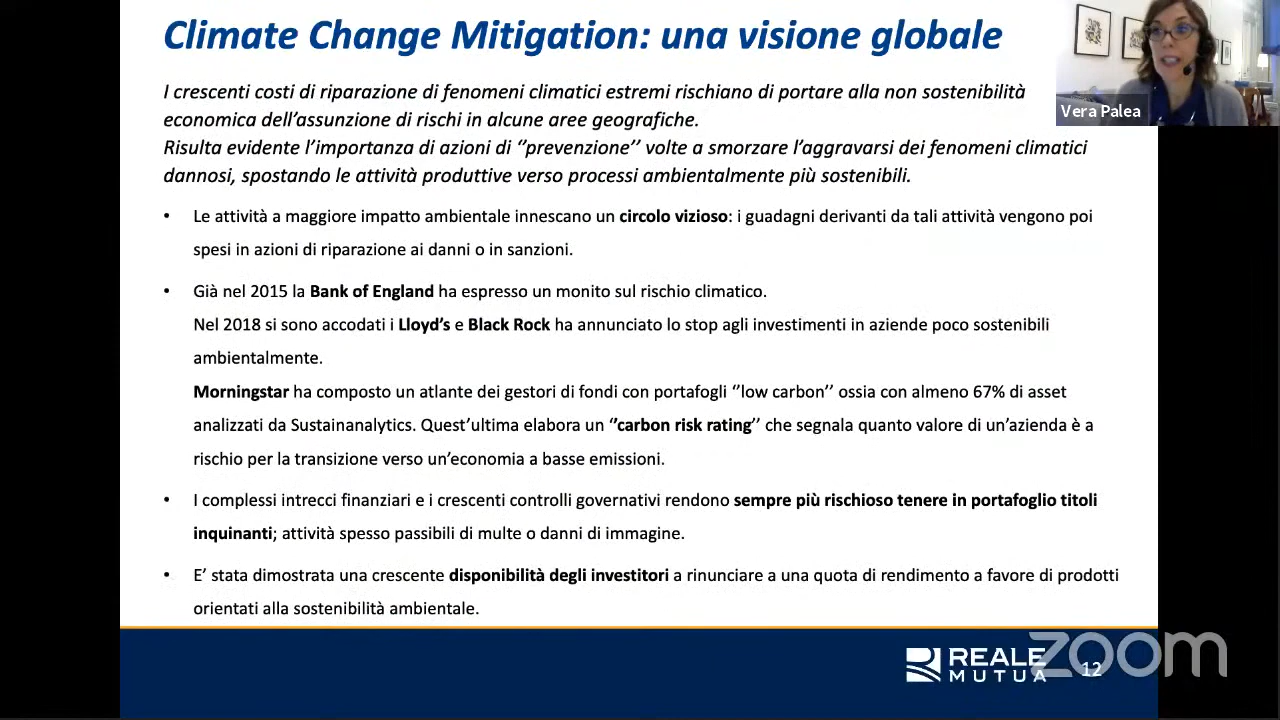 Climate Change Mitigation: una visione globale
I crescenti costi di riparazione di fenomeni climatici estremi rischiano di portare alla non sostenibilità
economica dell’assunzione di rischi in alcune aree geografiche.
Risulta evidente l’importanza di azioni di ‘’prevenzione’’ volte a smorzare l’aggravarsi dei fenomeni climatici
dannosi, spostando le attività produttive verso processi ambientalmente più sostenibili.
Vera Palea
• Le attività a maggiore impatto ambientale innescano un circolo vizioso: i guadagni derivanti da tali attività vengono poi
spesi in azioni di riparazione ai danni o in sanzioni.
• Già nel 2015 la Bank of England ha espresso un monito sul rischio climatico.
Nel 2018 si sono accodati i Lloyd’s e Black Rock ha annunciato lo stop agli investimenti in aziende poco sostenibili
ambientalmente.
Morningstar ha composto un atlante dei gestori di fondi con portafogli ‘’low carbon’’ ossia con almeno 67% di asset
analizzati da Sustainanalytics. Quest’ultima elabora un ‘’carbon risk rating’’ che segnala quanto valore di un’azienda è a
rischio per la transizione verso un’economia a basse emissioni.
• I complessi intrecci finanziari e i crescenti controlli governativi rendono sempre più rischioso tenere in portafoglio titoli
inquinanti; attività spesso passibili di multe o danni di immagine.
• E’ stata dimostrata una crescente disponibilità degli investitori a rinunciare a una quota di rendimento a favore di prodotti
orientati alla sostenibilità ambientale.
REALE
MUTUA
12
zoom